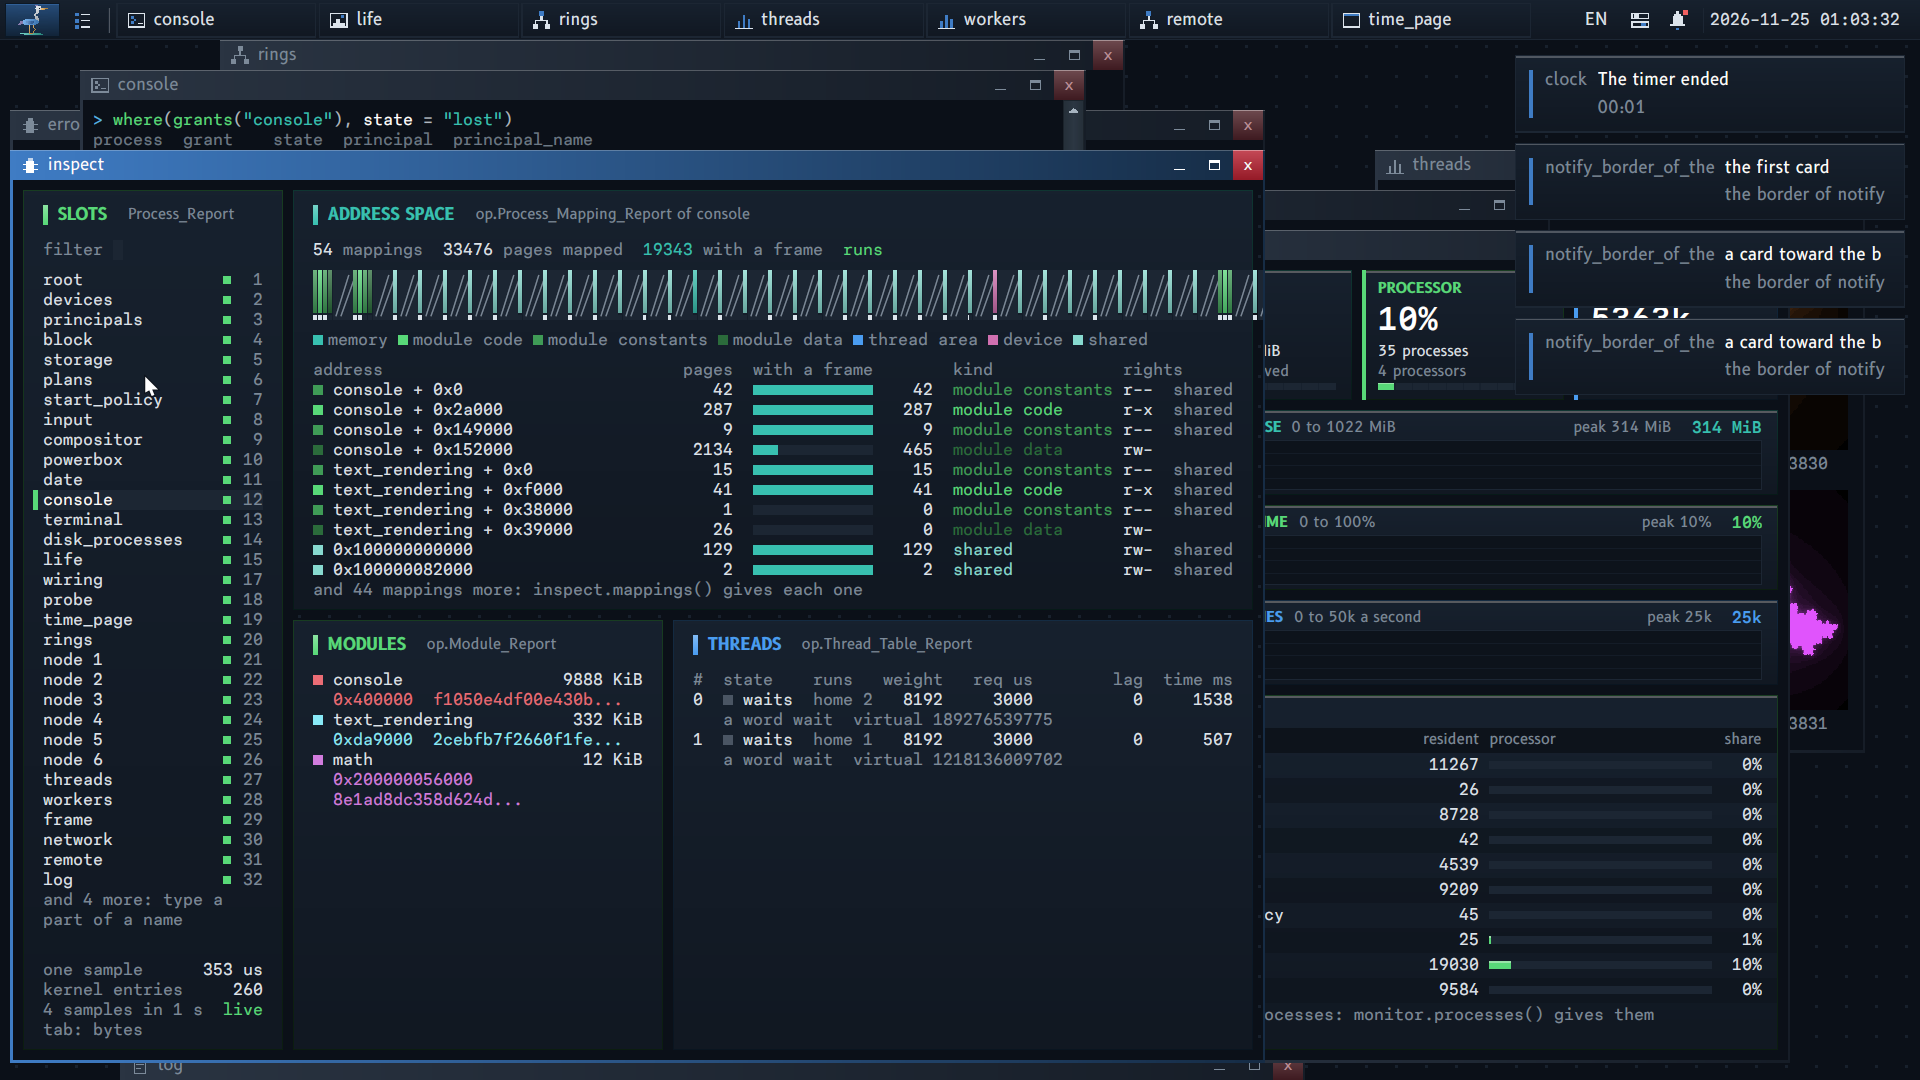 console
life
rings
threads
workers
remote
time_page
EN
2026-11-25 01:03:32
rings
console
> where(grants("console"), state = "lost")
process grant state principal principal_name
erro
inspect
SLOTS Process_Report
filter
root 1
devices 2
principals 3
block 4
storage 5
plans 6
start_policy 7
input 8
compositor 9
powerbox 10
date 11
console 12
terminal 13
disk_processes 14
life 15
wiring 17
probe 18
time_page 19
rings 20
node 1 21
node 2 22
node 3 23
node 4 24
node 5 25
node 6 26
threads 27
workers 28
frame 29
network 30
remote 31
log 32
and 4 more: type a
part of a name
one sample 353 us
kernel entries 260
4 samples in 1 s live
tab: bytes
ADDRESS SPACE op.Process_Mapping_Report of console
54 mappings 33476 pages mapped 19343 with a frame runs
memory module code module constants module data thread area device shared
address pages with a frame kind rights
console + 0x0 42 42 module constants r-- shared
console + 0x2a000 287 287 module code r-x shared
console + 0x149000 9 9 module constants r-- shared
console + 0x152000 2134 465 module data rw-
text_rendering + 0x0 15 15 module constants r-- shared
text_rendering + 0xf000 41 41 module code r-x shared
text_rendering + 0x38000 1 0 module constants r-- shared
text_rendering + 0x39000 26 0 module data rw-
0x100000000000 129 129 shared rw- shared
0x100000082000 2 2 shared rw- shared
and 44 mappings more: inspect.mappings() gives each one
MODULES op.Module_Report
console 9888 KiB
0x400000 f1050e4df00e430b...
text_rendering 332 KiB
0xda9000 2cebfb7f2660f1fe...
math 12 KiB
0x200000056000
8e1ad8dc358d624d...
THREADS op.Thread_Table_Report
# state runs weight req us lag time ms
0 waits home 2 8192 3000 0 1538
a word wait virtual 189276539775
1 waits home 1 8192 3000 0 507
a word wait virtual 1218136009702
threads
clock The timer ended
00:01
notify_border_of_the the first card
the border of notify
notify_border_of_the a card toward the b
the border of notify
notify_border_of_the a card toward the b
the border of notify
PROCESSOR
10%
35 processes
4 processors
iB
ved
5363k
SE 0 to 1022 MiB peak 314 MiB 314 MiB
ME 0 to 100% peak 10% 10%
ES 0 to 50k a second peak 25k 25k
resident processor share
11267 0%
26 0%
8728 0%
42 0%
4539 0%
9209 0%
cy 45 0%
25 1%
19030 10%
9584 0%
ocesses: monitor.processes() gives them
3830
3831
log